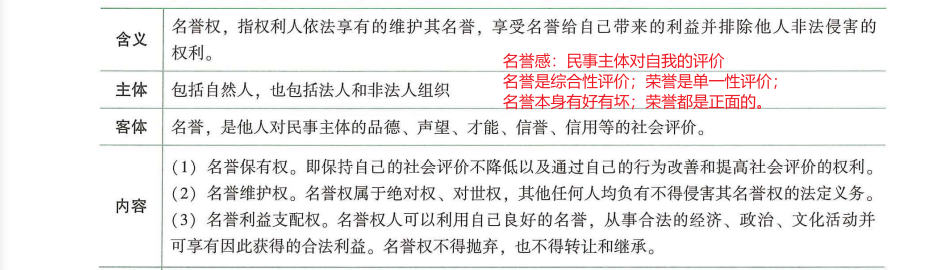 含义
名誉权，指权利人依法享有的维护其名誉，享受名誉给自己带来的利益并排除他人非法侵害的
权利。
名誉感：民事主体对自我的评价
名誉是综合性评价；荣誉是单一性评价；
名誉本身有好有坏；荣誉都是正面的。
主体
包括自然人，也包括法人和非法人组织
客体
名誉，是他人对民事主体的品德、声望、才能、信誉、信用等的社会评价。
内容
（1）名誉保有权。即保持自己的社会评价不降低以及通过自己的行为改善和提高社会评价的权利。
（2）名誉维护权。名誉权属于绝对权、对世权，其他任何人均负有不得侵害其名誉权的法定义务。
（3）名誉利益支配权。名誉权人可以利用自己良好的名誉，从事合法的经济、政治、文化活动并
可享有因此获得的合法利益。名誉权不得抛弃，也不得转让和继承。